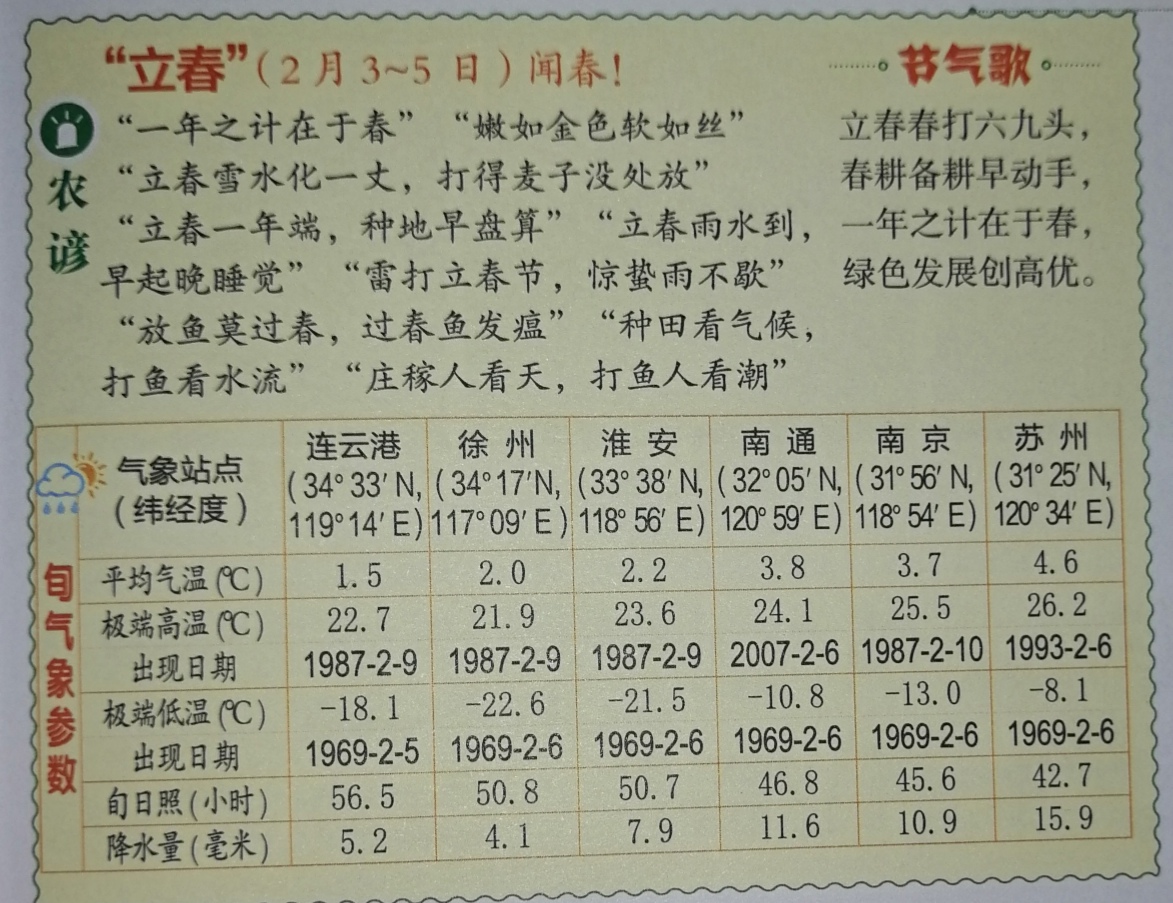 “立春”(2月3~5日)闻春!
农谚
“一年之计在于春” “嫩如金色软如丝”
“立春雪水化一丈，打得麦子没处放”
“立春一年端，种地早盘算” “立春雨水到，
早起晚睡觉” “雷打立春节，惊蛰雨不歇”
“放鱼莫过春，过春鱼发瘟” “种田看气候，
打鱼看水流” “庄稼人看天，打鱼人看潮”
节气歌
立春春打六九头，
春耕备耕早动手，
一年之计在于春，
绿色发展创高优。
旬气象参数
气象站点 连云港 徐州 淮安 南通 南京 苏州
(纬经度) (34°33′N, (34°17′N, (33°38′N, (32°05′N, (31°56′N, (31°25′N,
119°14′E) 117°09′E) 118°56′E) 120°59′E) 118°54′E) 120°34′E)
平均气温(℃) 1.5 2.0 2.2 3.8 3.7 4.6
极端高温(℃) 22.7 21.9 23.6 24.1 25.5 26.2
出现日期 1987-2-9 1987-2-9 1987-2-9 2007-2-6 1987-2-10 1993-2-6
极端低温(℃) -18.1 -22.6 -21.5 -10.8 -13.0 -8.1
出现日期 1969-2-5 1969-2-6 1969-2-6 1969-2-6 1969-2-6 1969-2-6
旬日照(小时) 56.5 50.8 50.7 46.8 45.6 42.7
降水量(毫米) 5.2 4.1 7.9 11.6 10.9 15.9